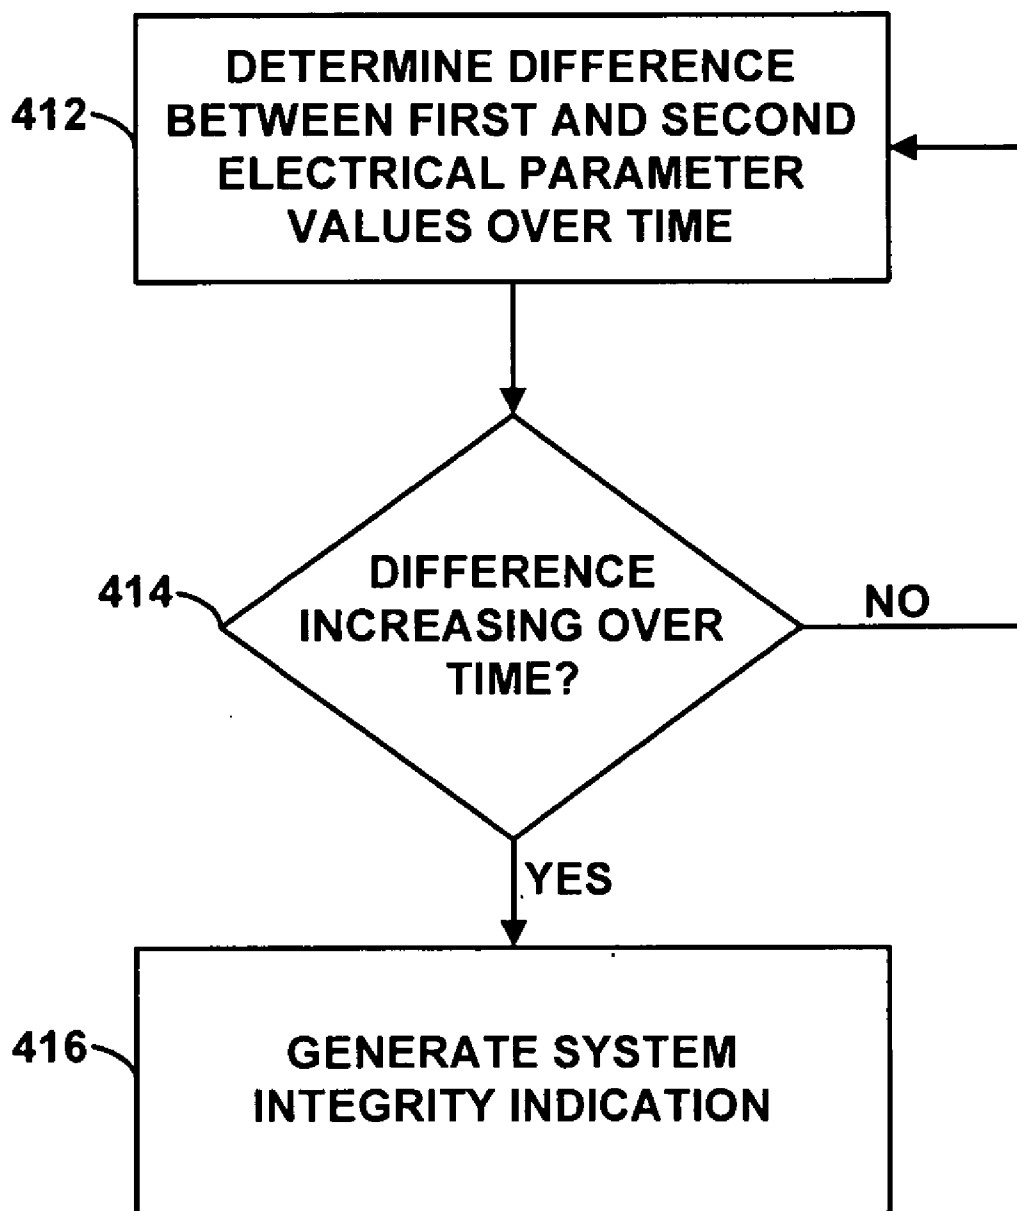 412
DETERMINE DIFFERENCE
BETWEEN FIRST AND SECOND
ELECTRICAL PARAMETER
VALUES OVER TIME
414
DIFFERENCE
INCREASING OVER
TIME?
NO
YES
416
GENERATE SYSTEM
INTEGRITY INDICATION